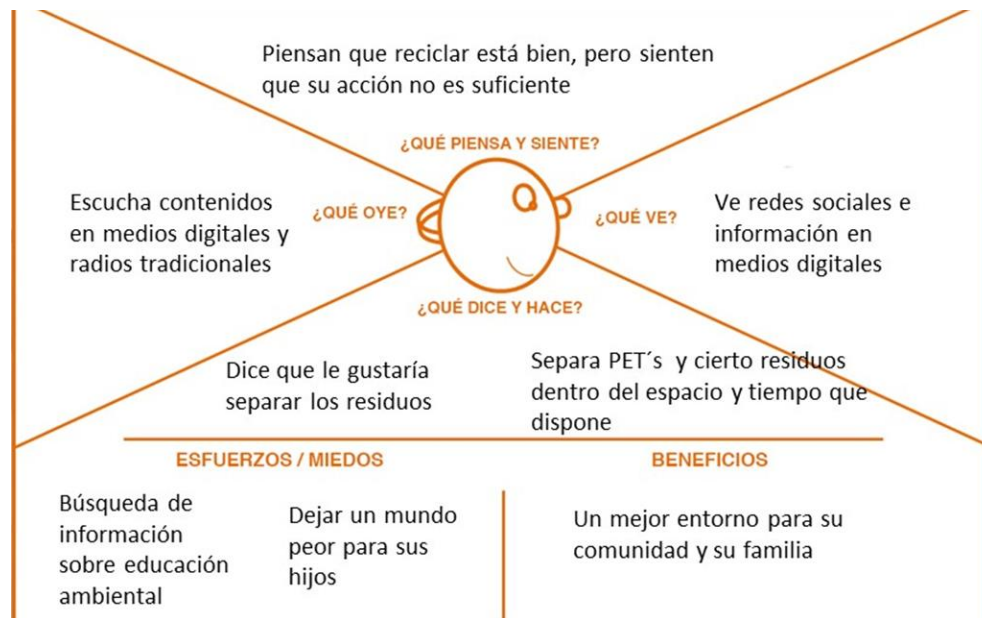 Piensan que reciclar está bien, pero sienten
que su acción no es suficiente
¿QUÉ PIENSA Y SIENTE?
Escucha contenidos
en medios digitales y
radios tradicionales
¿QUÉ OYE?
¿QUÉ VE?
Ve redes sociales e
información en
medios digitales
¿QUÉ DICE Y HACE?
Dice que le gustaría
separar los residuos
Separa PET´s y cierto residuos
dentro del espacio y tiempo que
dispone
ESFUERZOS / MIEDOS
Búsqueda de
información
sobre educación
ambiental
Dejar un mundo
peor para sus
hijos
BENEFICIOS
Un mejor entorno para su
comunidad y su familia